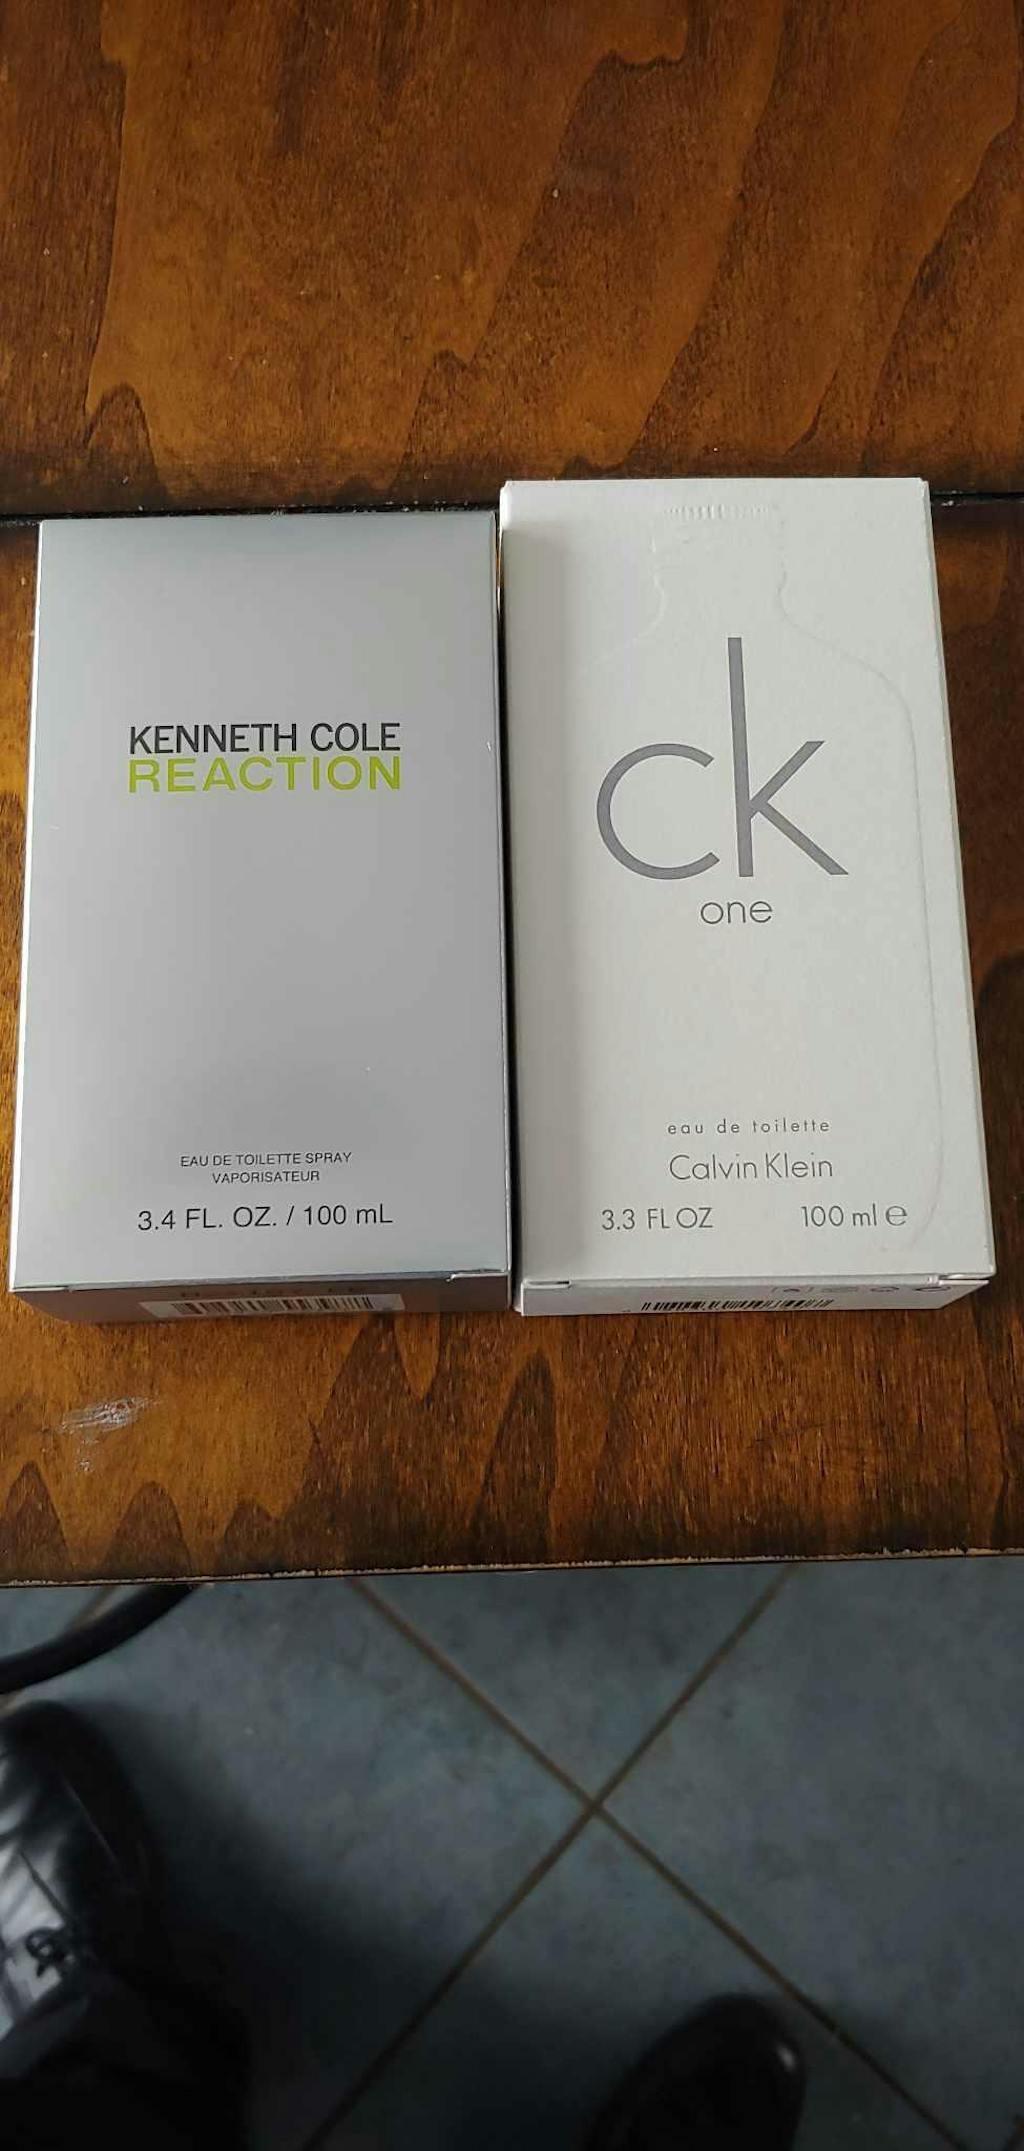 KENNETH COLE
REACTION
EAU DE TOILETTE SPRAY
VAPORISATEUR
3.4 FL. OZ. / 100 mL
ck
one
eau de toilette
Calvin Klein
3.3 FL OZ 100 ml ℮